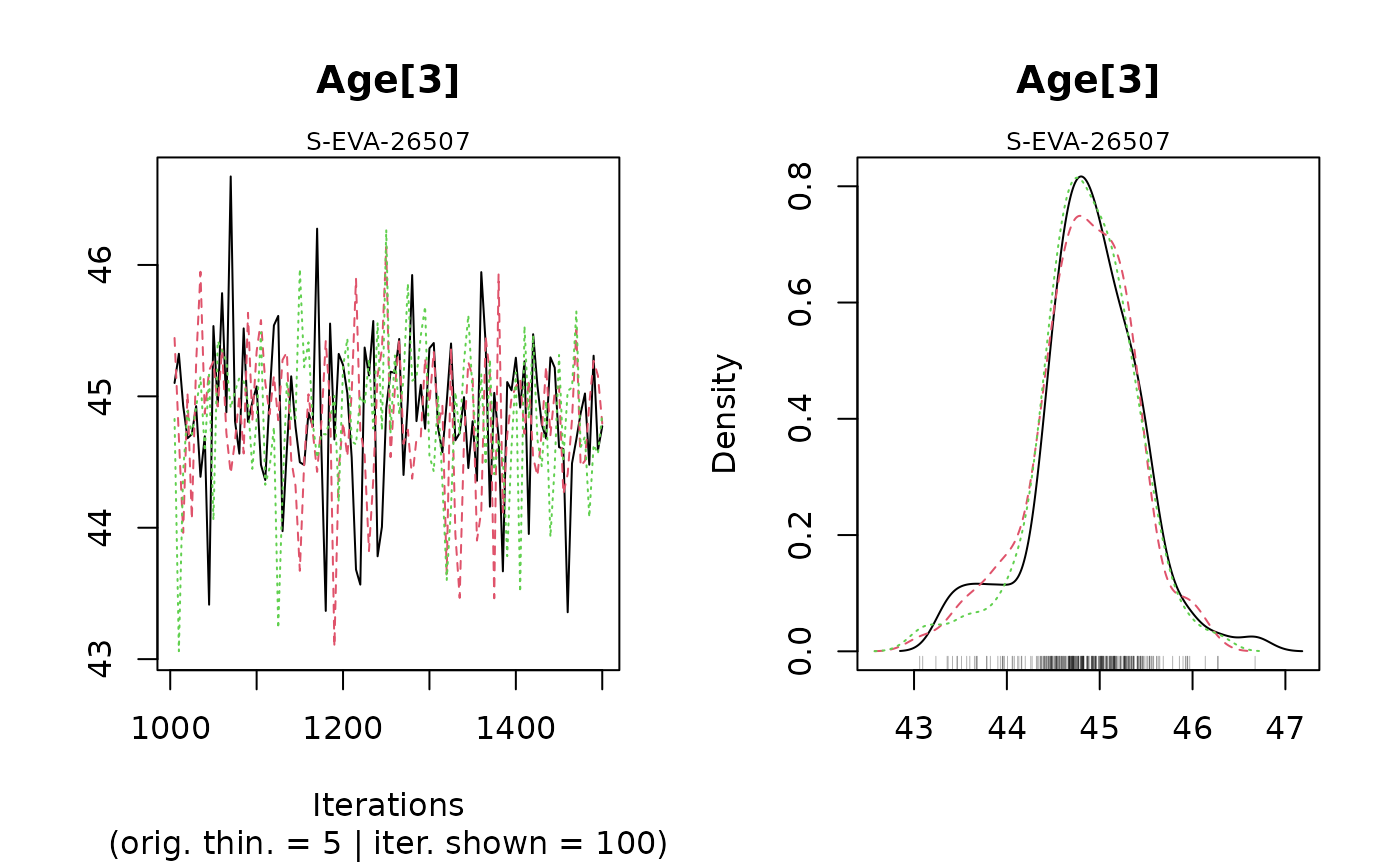 Age[3]
S-EVA-26507
46
45
44
43
1000
1200
1400
Iterations
(orig. thin. = 5 | iter. shown = 100)
Age[3]
S-EVA-26507
Density
0.8
0.6
0.4
0.2
0.0
43
44
45
46
47